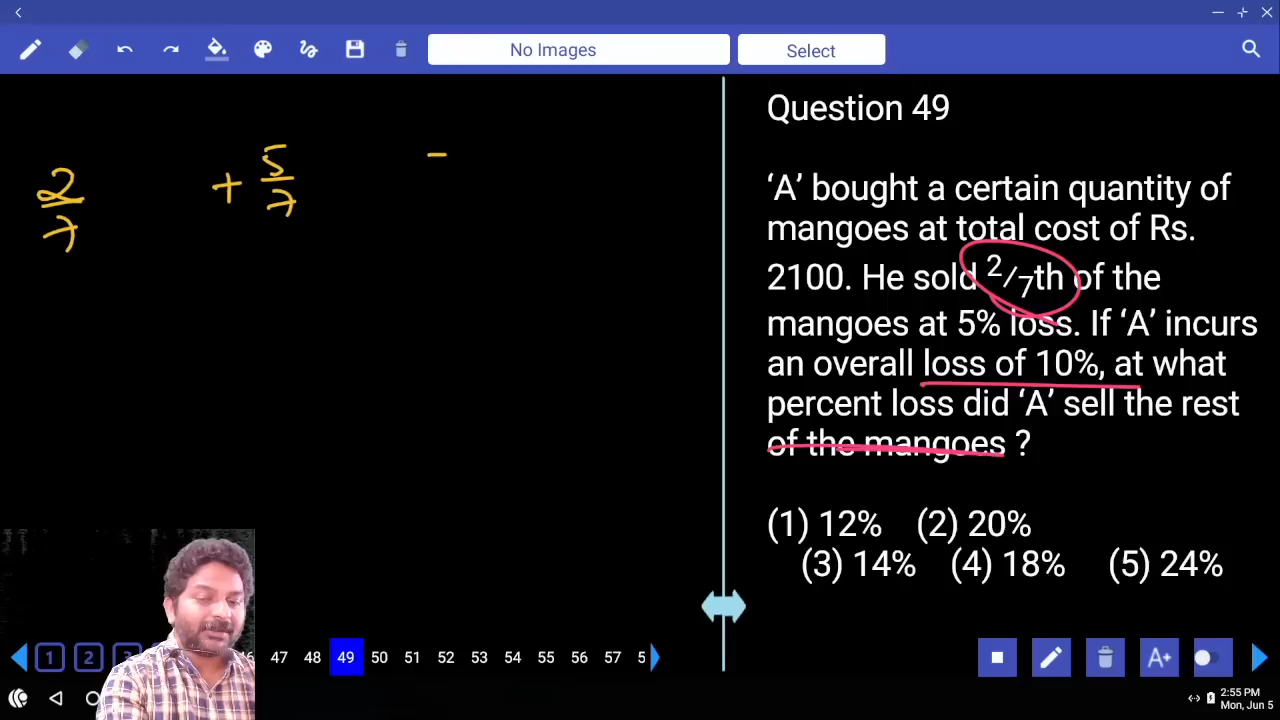 No Images
Select
2/7 + 5/7 =
Question 49
‘A’ bought a certain quantity of
mangoes at total cost of Rs.
2100. He sold 2/7th of the
mangoes at 5% loss. If ‘A’ incurs
an overall loss of 10%, at what
percent loss did ‘A’ sell the rest
of the mangoes ?
(1) 12% (2) 20%
(3) 14% (4) 18% (5) 24%
1 2 47 48 49 50 51 52 53 54 55 56 57 5
A+
2:55 PM
Mon, Jun 5